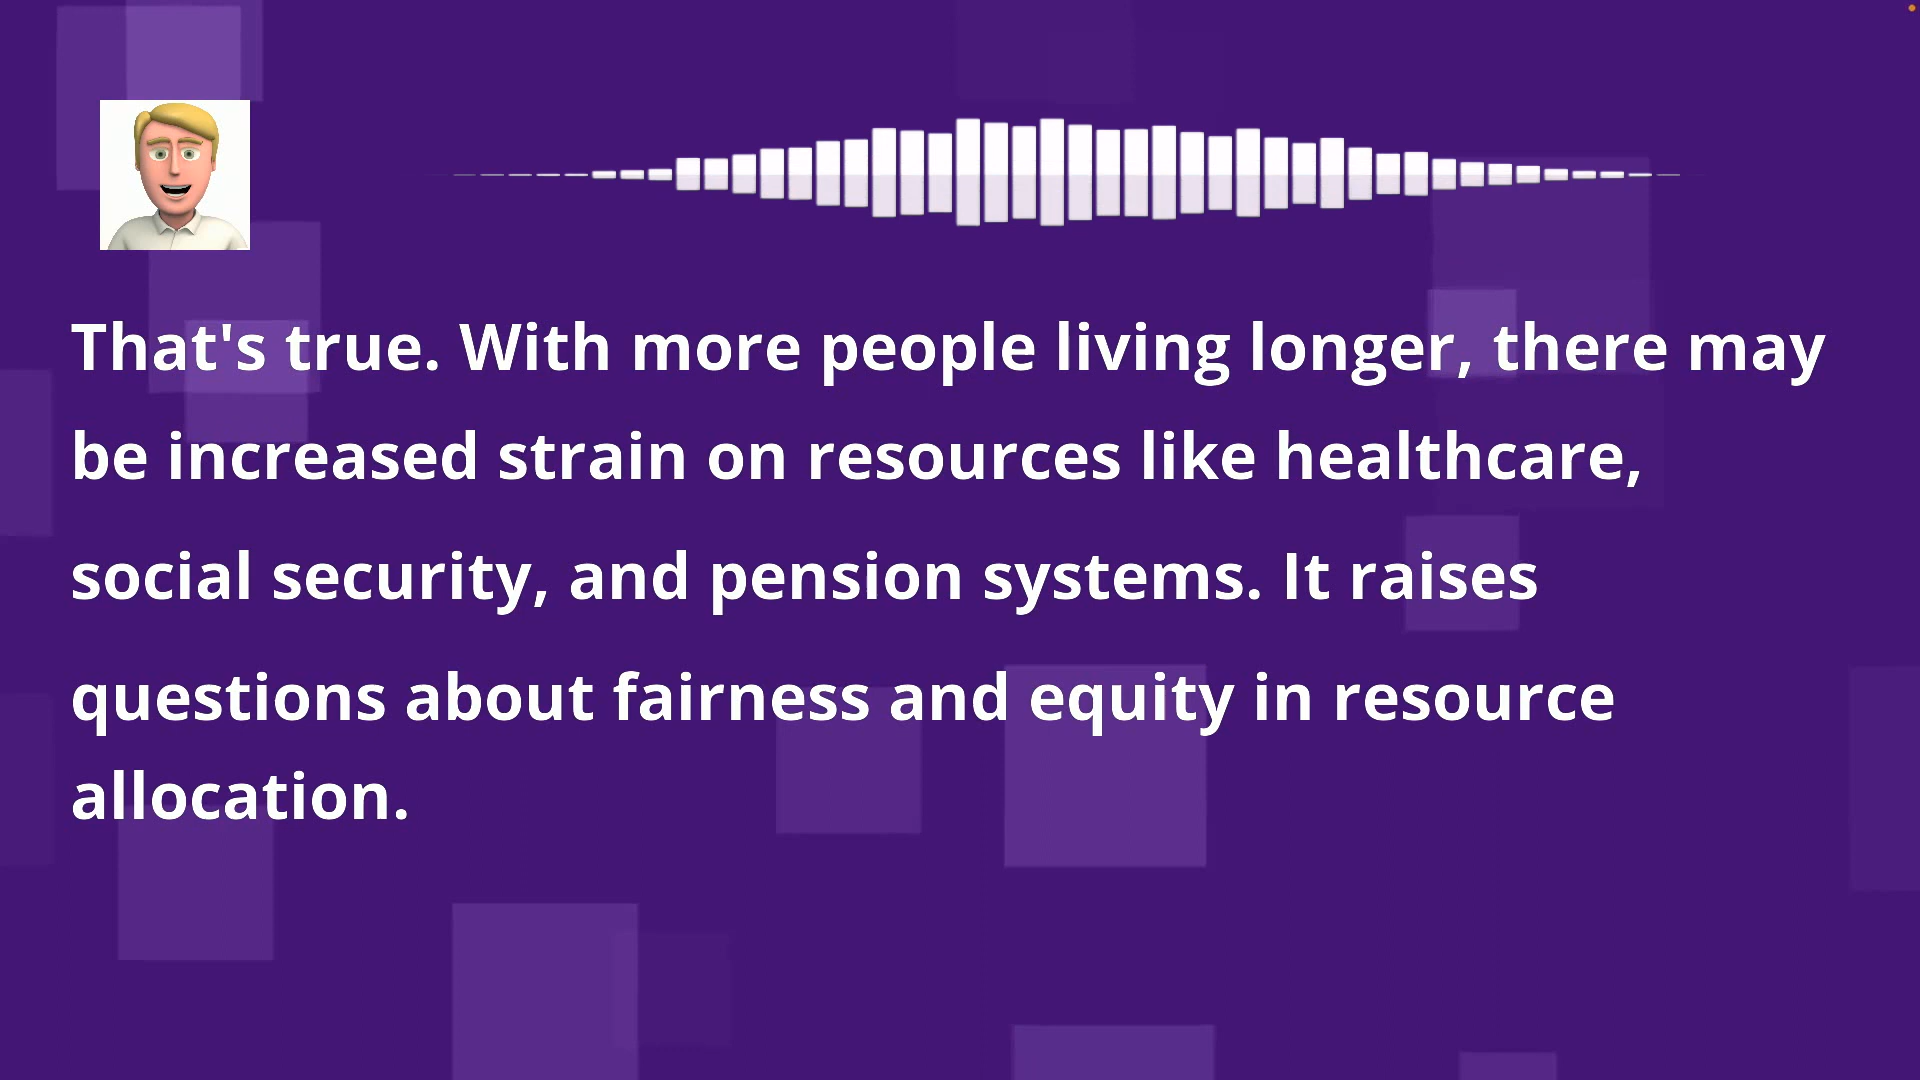 That's true. With more people living longer, there may
be increased strain on resources like healthcare,
social security, and pension systems. It raises
questions about fairness and equity in resource
allocation.